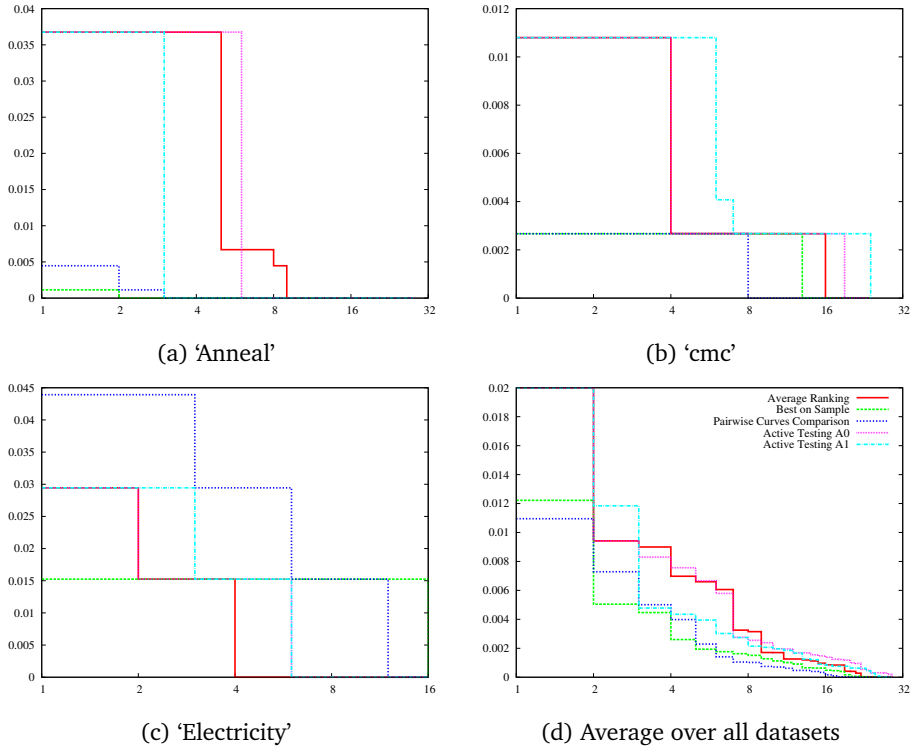 0.04
0.035
0.03
0.025
0.02
0.015
0.01
0.005
0
1 2 4 8 16 32
(a) ‘Anneal’
0.012
0.01
0.008
0.006
0.004
0.002
0
1 2 4 8 16 32
(b) ‘cmc’
0.045
0.04
0.035
0.03
0.025
0.02
0.015
0.01
0.005
0
1 2 4 8 16
(c) ‘Electricity’
0.02
0.018
0.016
0.014
0.012
0.01
0.008
0.006
0.004
0.002
0
1 2 4 8 16 32
Average Ranking
Best on Sample
Pairwise Curves Comparison
Active Testing A0
Active Testing A1
(d) Average over all datasets